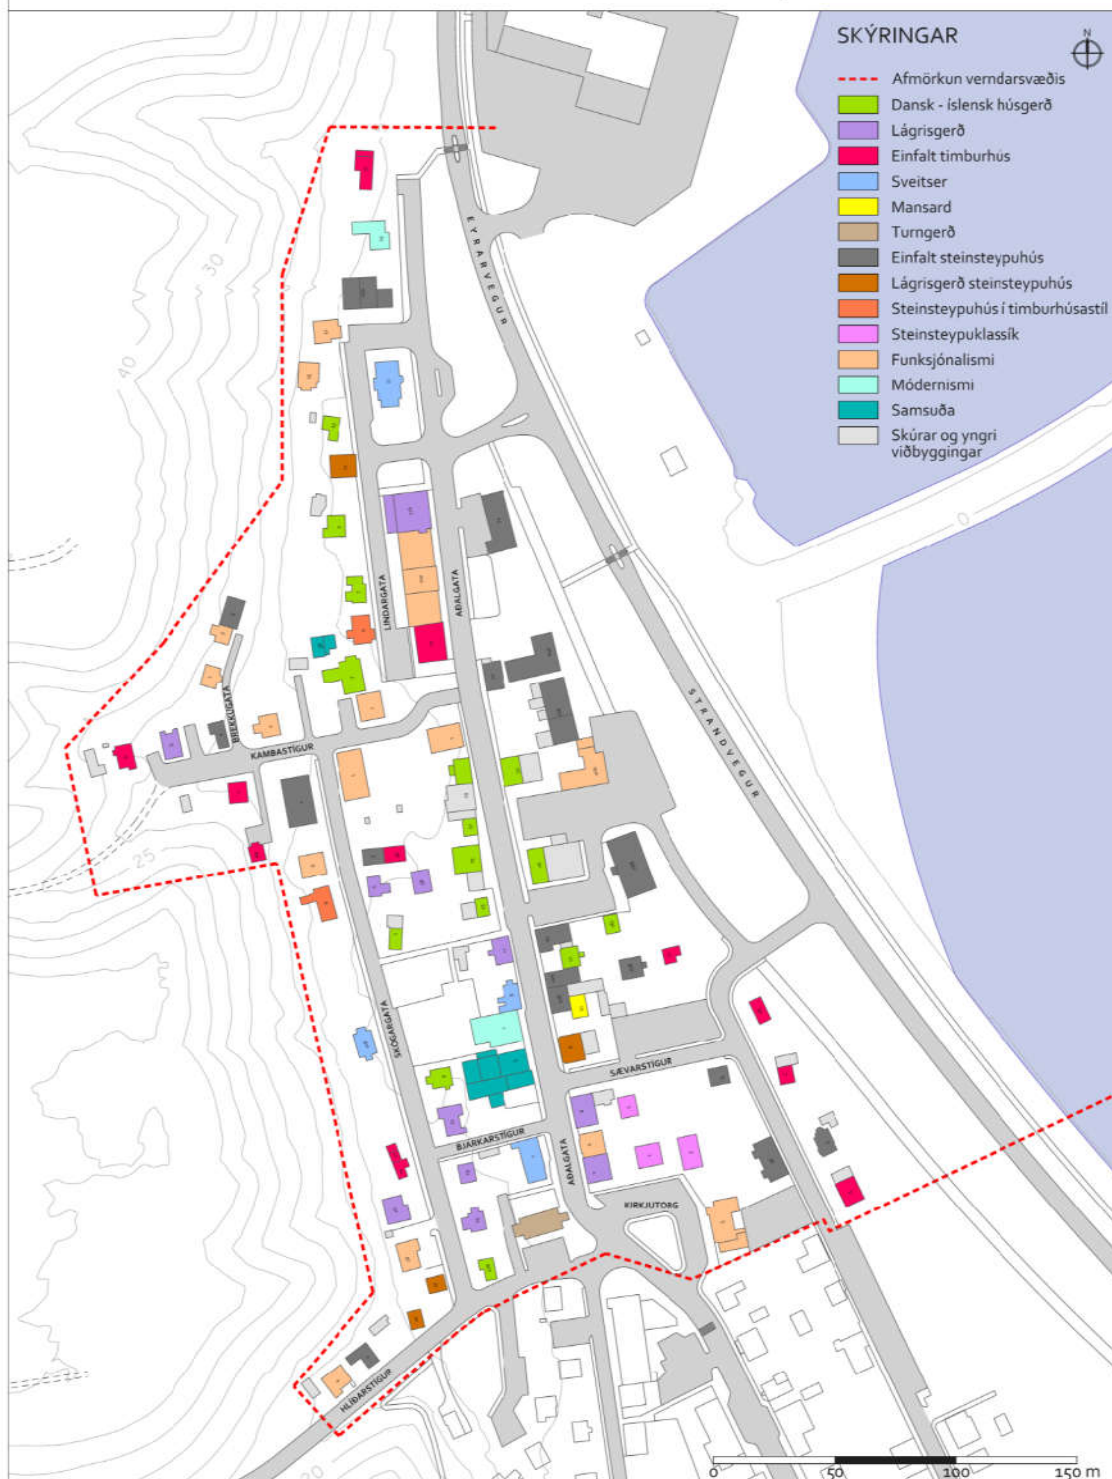 SKÝRINGAR
N
Afmörkun verndarsvæðis
Dansk - íslensk húsgerð
Lágrisgerð
Einfalt timburhús
Sveitser
Mansard
Turngerð
Einfalt steinsteypuhús
Lágrisgerð steinsteypuhús
Steinsteypuhús í timburhúsastíl
Steinsteypuklassík
Funksjónalismi
Módernismi
Samsuða
Skúrar og yngri
viðbyggingar
EYRARVEGUR
30
40
0
LINDARGATA
AÐALGATA
STRANDVEGUR
BREKKUGATA
KAMBASTÍGUR
25
SKÓGARGATA
SÆVARSTÍGUR
BJARKARSTÍGUR
AÐALGATA
KIRKJUTORG
HLÍÐARSTÍGUR
20
0 50 100 150 m